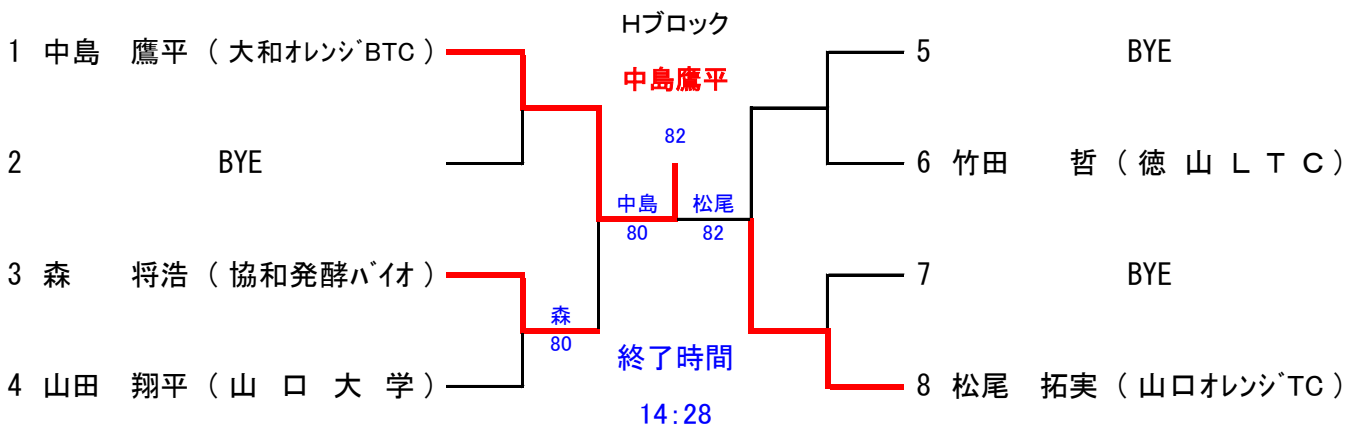 Hブロック
1 中島 鷹平 ( 大和オレンジBTC )
5 BYE
中島鷹平
82
2 BYE
6 竹田 哲 ( 徳 山 L T C )
中島 松尾
80 82
3 森 将浩 ( 協和発酵バイオ )
7 BYE
森
80
終了時間
4 山田 翔平 ( 山 口 大 学 )
8 松尾 拓実 ( 山口オレンジTC )
14:28